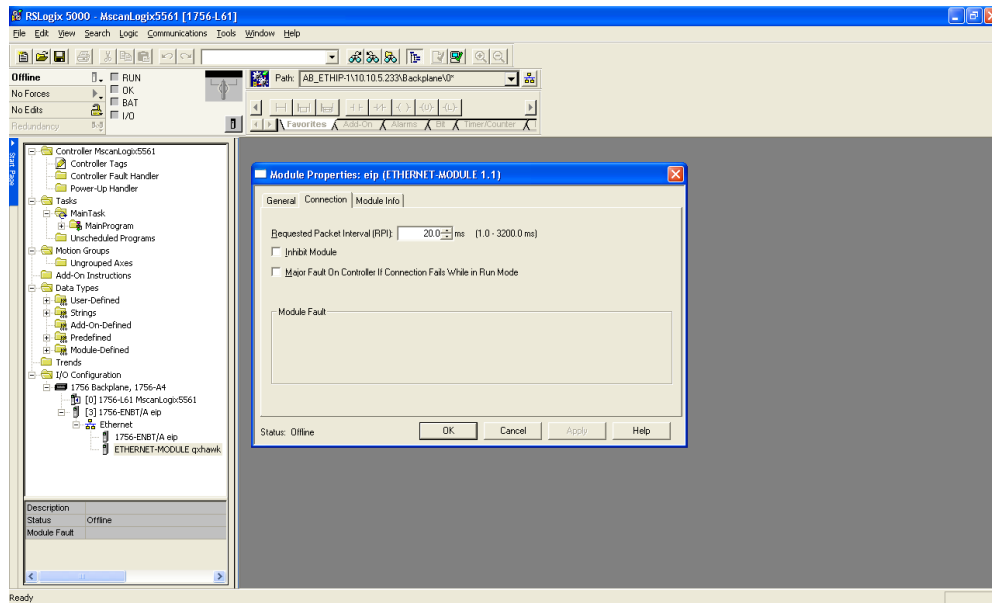 RSLogix 5000 - MscanLogix5561 [1756-L61]
File Edit View Search Logic Communications Tools Window Help
Offline
RUN
No Forces
OK
BAT
No Edits
I/O
Redundancy
Path: AB_ETHIP-1\10.10.5.233\Backplane\0*
Favorites Add-On Alarms Bit Timer/Counter
Start Page
Controller MscanLogix5561
Controller Tags
Controller Fault Handler
Power-Up Handler
Tasks
MainTask
MainProgram
Unscheduled Programs
Motion Groups
Ungrouped Axes
Add-On Instructions
Data Types
User-Defined
Strings
Add-On-Defined
Predefined
Module-Defined
Trends
I/O Configuration
1756 Backplane, 1756-A4
[0] 1756-L61 MscanLogix5561
[3] 1756-ENBT/A eip
Ethernet
1756-ENBT/A eip
ETHERNET-MODULE qxhawk
Description
Status Offline
Module Fault
Module Properties: eip (ETHERNET-MODULE 1.1)
General Connection Module Info
Requested Packet Interval (RPI): 20.0 ms (1.0 - 3200.0 ms)
Inhibit Module
Major Fault On Controller If Connection Fails While in Run Mode
Module Fault
Status: Offline
OK Cancel Apply Help
Ready